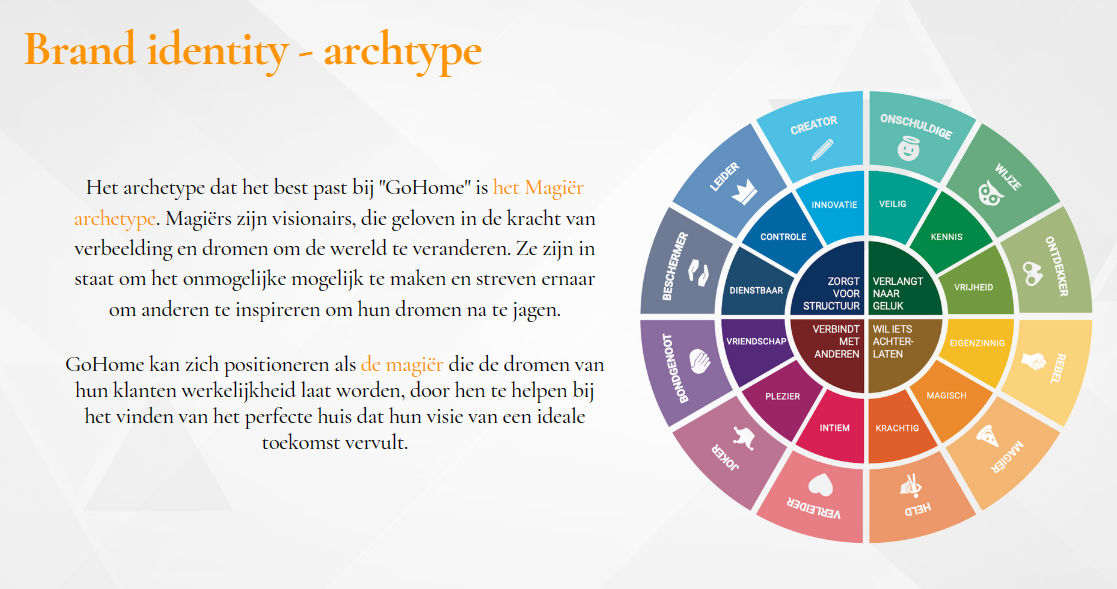 Brand identity - archtype
Het archetype dat het best past bij "GoHome" is het Magiër
archetype. Magiërs zijn visionairs, die geloven in de kracht van
verbeelding en dromen om de wereld te veranderen. Ze zijn in
staat om het onmogelijke mogelijk te maken en streven ernaar
om anderen te inspireren om hun dromen na te jagen.
GoHome kan zich positioneren als de magiër die de dromen van
hun klanten werkelijkheid laat worden, door hen te helpen bij
het vinden van het perfecte huis dat hun visie van een ideale
toekomst vervult.
CREATOR
ONSCHULDIGE
WIJZE
ONTDEKKER
REBEL
MAGIËR
HELD
VERLEIDER
JOKER
BONDGENOOT
BESCHERMER
LEIDER
INNOVATIE
VEILIG
KENNIS
VRIJHEID
EIGENZINNIG
MAGISCH
KRACHTIG
INTIEM
PLEZIER
VRIENDSCHAP
DIENSTBAAR
CONTROLE
ZORGT
VOOR
STRUCTUUR
VERLANGT
NAAR
GELUK
VERBINDT
MET
ANDEREN
WIL IETS
ACHTER-
LATEN